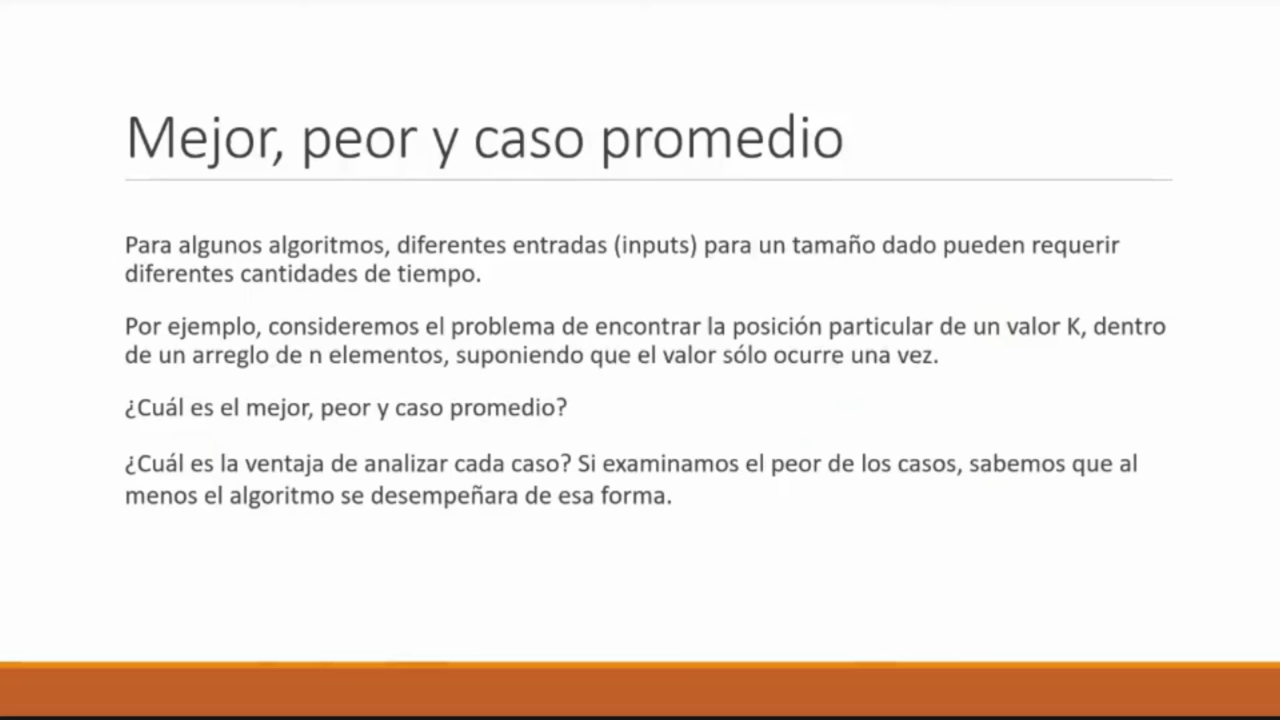 Mejor, peor y caso promedio
Para algunos algoritmos, diferentes entradas (inputs) para un tamaño dado pueden requerir
diferentes cantidades de tiempo.
Por ejemplo, consideremos el problema de encontrar la posición particular de un valor K, dentro
de un arreglo de n elementos, suponiendo que el valor sólo ocurre una vez.
¿Cuál es el mejor, peor y caso promedio?
¿Cuál es la ventaja de analizar cada caso? Si examinamos el peor de los casos, sabemos que al
menos el algoritmo se desempeñara de esa forma.